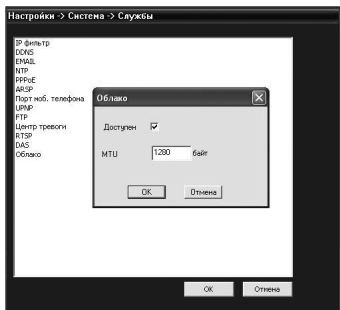 Настройки -> Система -> Службы
IP фильтр
DDNS
EMAIL
NTP
PPPoE
ARSP
Порт моб. телефона
UPNP
FTP
Центр тревоги
RTSP
DAS
Облако
Облако
Доступен
MTU 1280 байт
OK Отмена
OK Отмена